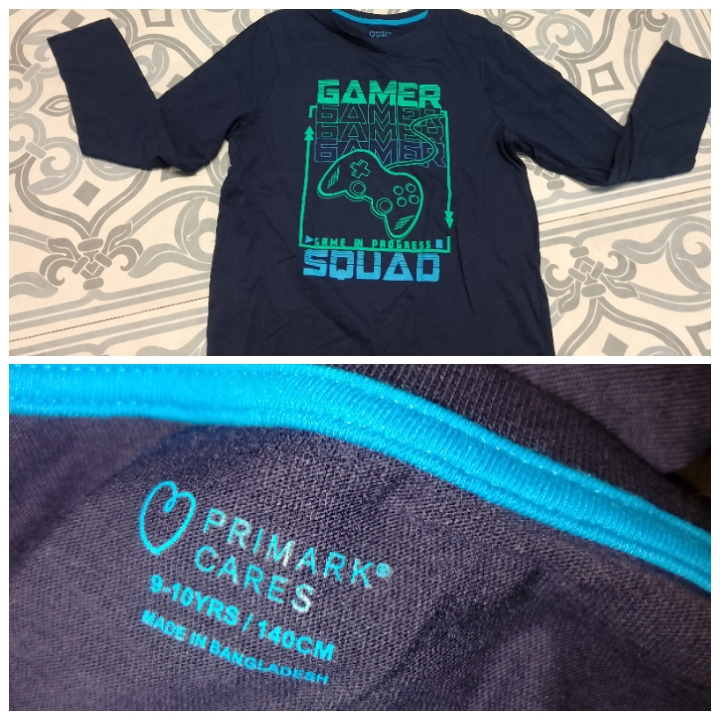 GAMER
GAMER
GAMER
GAMER
GAME IN PROGRESS
SQUAD
PRIMARK®
CARES
9-10YRS / 140CM
MADE IN BANGLADESH